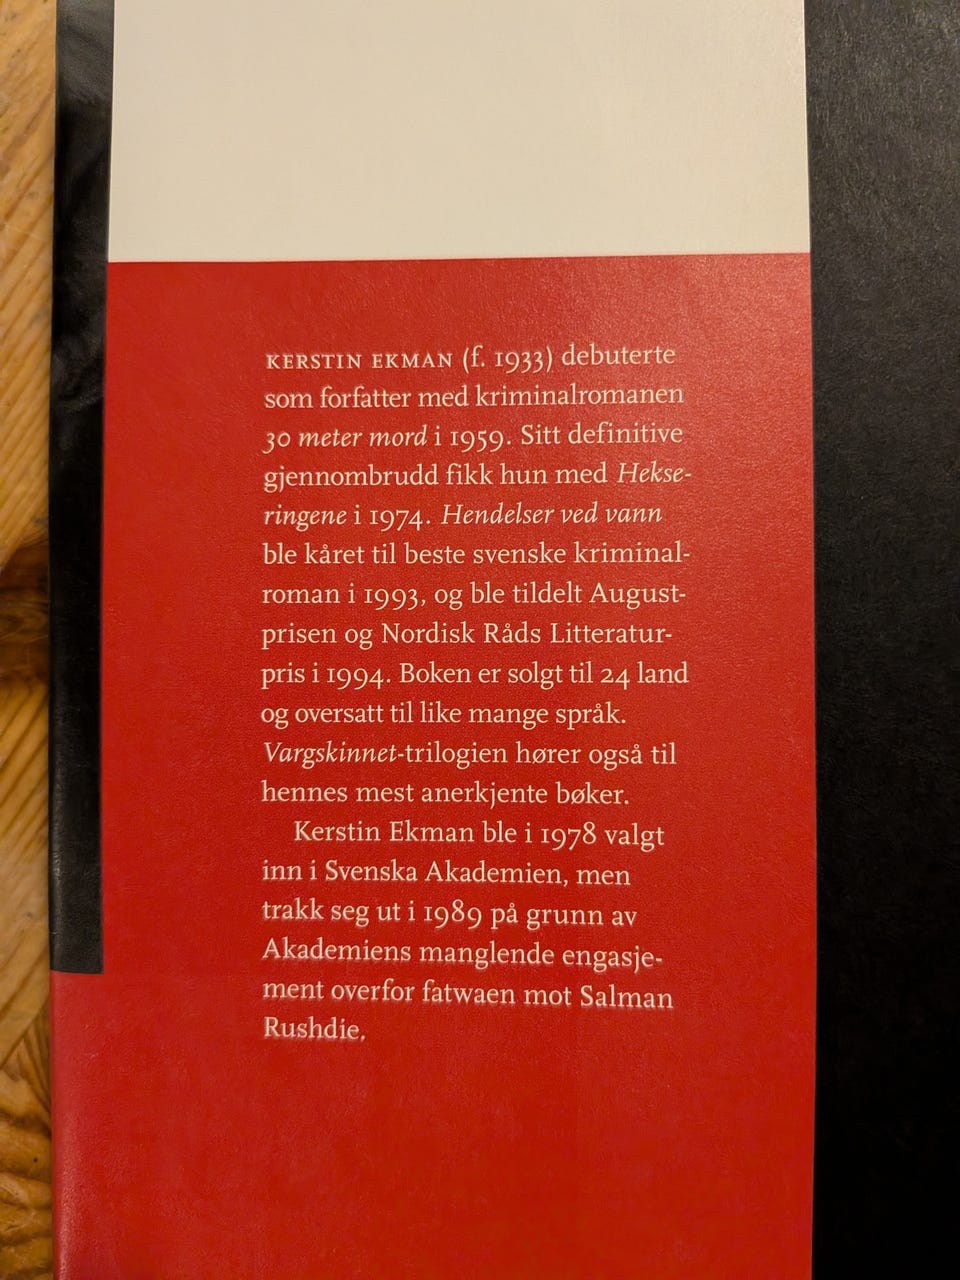 KERSTIN EKMAN (f. 1933) debuterte
som forfatter med kriminalromanen
30 meter mord i 1959. Sitt definitive
gjennombrudd fikk hun med Hekse-
ringene i 1974. Hendelser ved vann
ble kåret til beste svenske kriminal-
roman i 1993, og ble tildelt August-
prisen og Nordisk Råds Litteratur-
pris i 1994. Boken er solgt til 24 land
og oversatt til like mange språk.
Vargskinnet-trilogien hører også til
hennes mest anerkjente bøker.
Kerstin Ekman ble i 1978 valgt
inn i Svenska Akademien, men
trakk seg ut i 1989 på grunn av
Akademiens manglende engasje-
ment overfor fatwaen mot Salman
Rushdie.